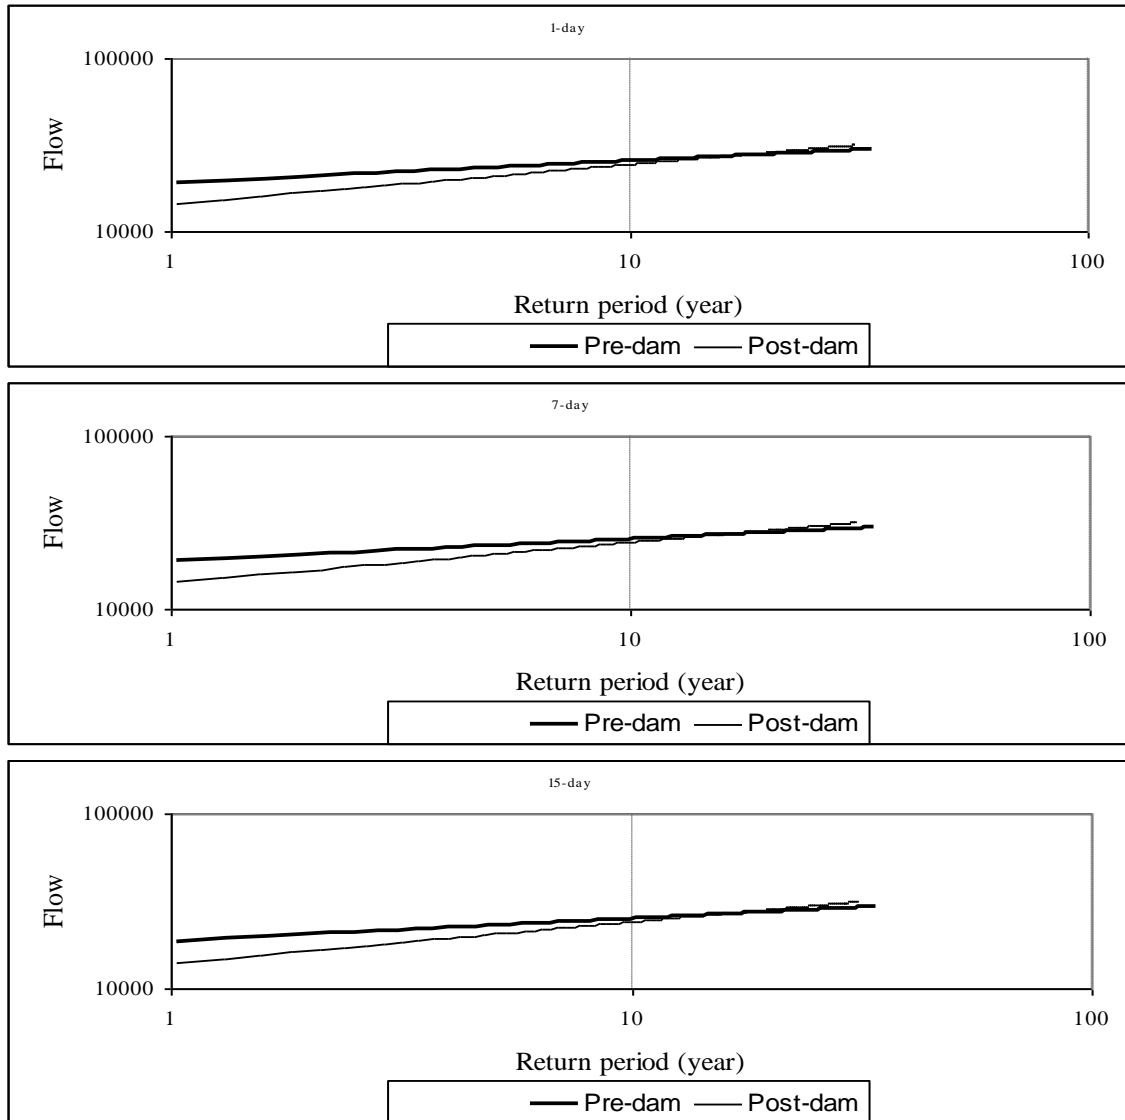 1-day
100000
Flow
10000
1 10 100
Return period (year)
Pre-dam Post-dam
7-day
100000
Flow
10000
1 10 100
Return period (year)
Pre-dam Post-dam
15-day
100000
Flow
10000
1 10 100
Return period (year)
Pre-dam Post-dam